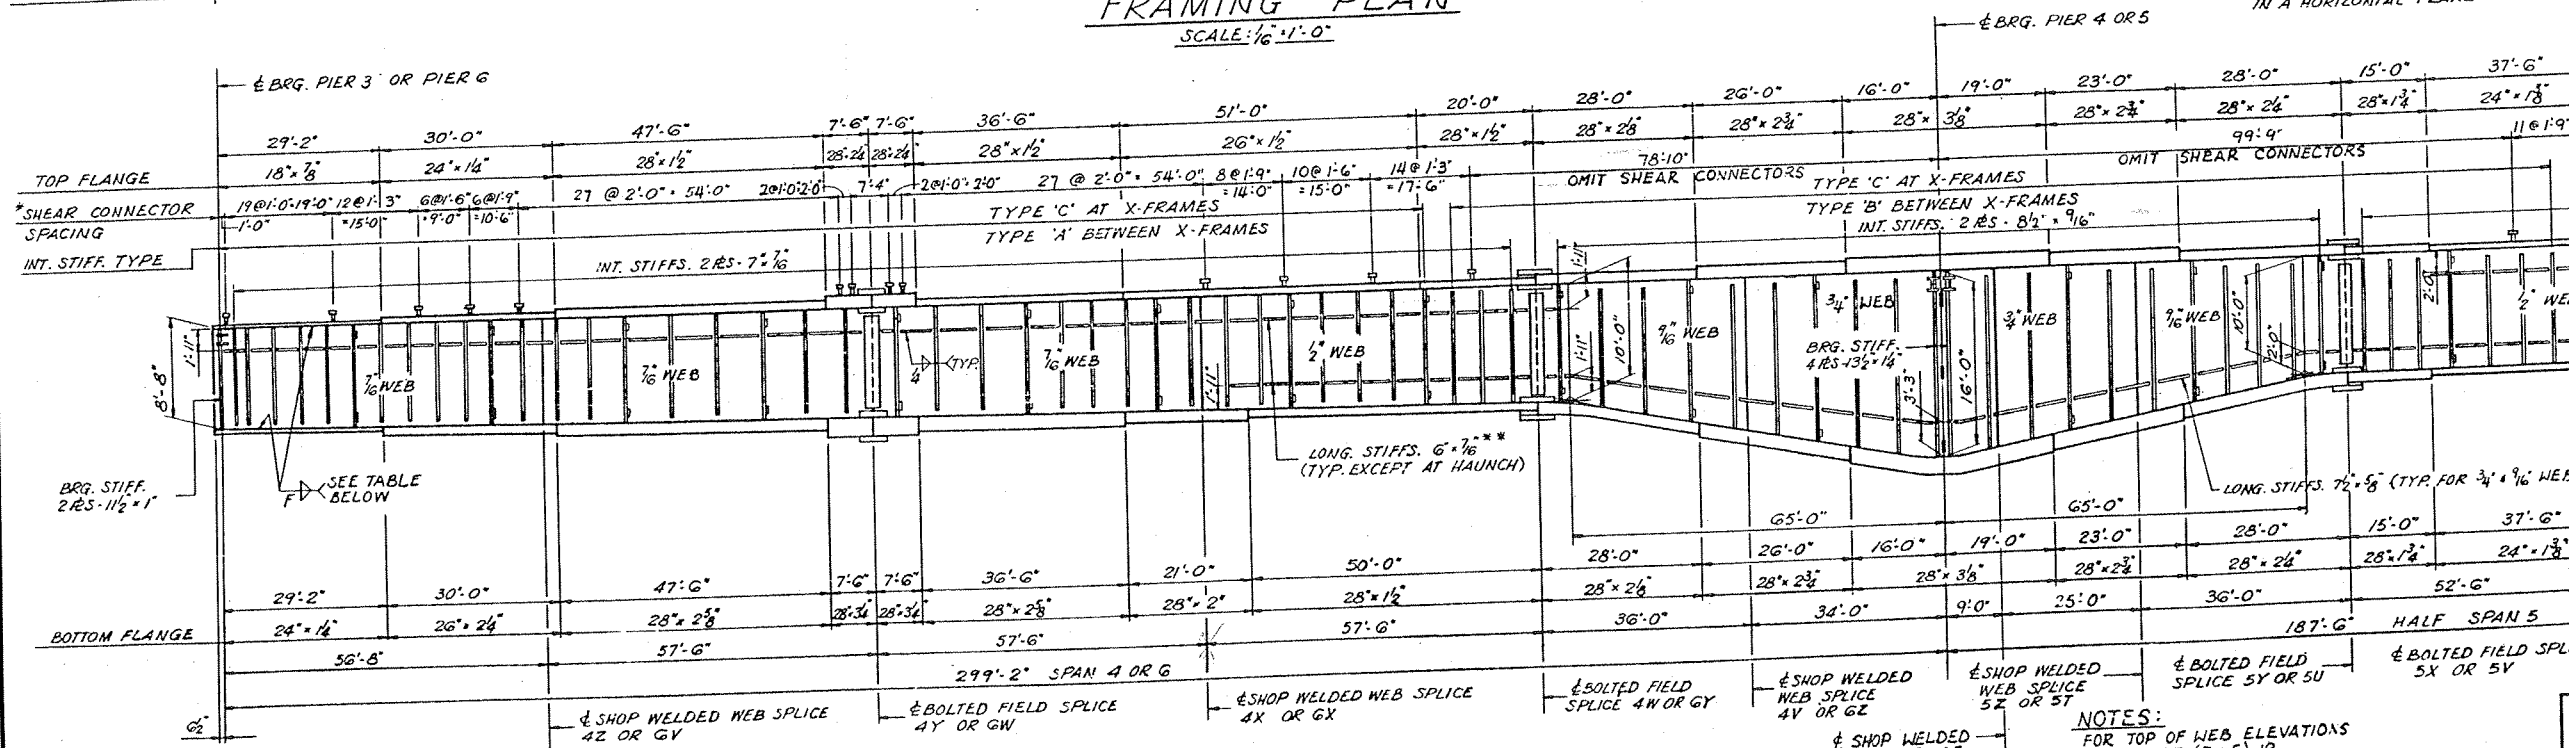 FRAMING PLAN
SCALE: 1/16" = 1'-0"
IN A HORIZONTAL PLANE
℄ BRG. PIER 4 OR 5
℄ BRG. PIER 3 OR PIER 6
29'-2" 30'-0" 47'-6" 7'-6" 7'-6" 36'-6" 51'-0" 20'-0" 28'-0" 26'-0" 16'-0" 19'-0" 23'-0" 28'-0" 15'-0" 37'-6"
TOP FLANGE 18" x 7/8 24" x 1 1/4" 28" x 1 1/2" 28" x 2 1/4 28" x 2 1/4" 28" x 1 1/2" 26" x 1 1/2" 28" x 1 1/2" 28" x 2 1/8" 28" x 2 3/4" 28" x 3 1/8" 28" x 2 3/4" 28" x 2 1/4" 28" x 1 3/4" 24" x 1 3/8"
78'-10" 99'-9" 11 @ 1'-9"
OMIT SHEAR CONNECTORS OMIT SHEAR CONNECTORS
*SHEAR CONNECTOR SPACING
1'-0" 19 @ 1'-0" = 19'-0" 12 @ 1'-3" = 15'-0" 6 @ 1'-6" = 9'-0" 6 @ 1'-9" = 10'-6" 27 @ 2'-0" = 54'-0" 2 @ 1'-0" = 2'-0" 7'-4" 2 @ 1'-0" = 2'-0" 27 @ 2'-0" = 54'-0" 8 @ 1'-9" = 14'-0" 10 @ 1'-6" = 15'-0" 14 @ 1'-3" = 17'-6"
INT. STIFF. TYPE
TYPE 'C' AT X-FRAMES
TYPE 'A' BETWEEN X-FRAMES
TYPE 'C' AT X-FRAMES
TYPE 'B' BETWEEN X-FRAMES
INT. STIFFS. 2 ℄S - 7" x 7/16
INT. STIFFS. 2 ℄S - 8 1/2" x 9/16"
8'-8" 1'-11" 7/16" WEB 7/16" WEB 1/4 TYP. 7/16" WEB 1'-11" 1/2" WEB 1'-11" 1'-11" 10'-0" 9/16" WEB 3/4" WEB 3'-3" 16'-0" 3/4" WEB 9/16" WEB 10'-0" 2'-0" 2'-0" 1/2" WEB
BRG. STIFF.
4 ℄S - 13 1/2" x 1 1/4"
BRG. STIFF.
2 ℄S - 11 1/2" x 1"
F SEE TABLE
BELOW
LONG. STIFFS. 6" x 7/16" **
(TYP. EXCEPT AT HAUNCH)
LONG. STIFFS. 7 1/2" x 5/8" (TYP. FOR 3/4" & 9/16" WEB
65'-0" 65'-0"
29'-2" 30'-0" 47'-6" 7'-6" 7'-6" 36'-6" 21'-0" 50'-0" 28'-0" 26'-0" 16'-0" 19'-0" 23'-0" 28'-0" 15'-0" 37'-6"
BOTTOM FLANGE 24" x 1 1/4" 26" x 2 1/4" 28" x 2 5/8" 28" x 3 1/4" 28" x 3 1/4" 28" x 2 5/8" 28" x 2" 28" x 1 1/2" 28" x 2 1/8" 28" x 2 3/4" 28" x 3 1/8" 28" x 2 3/4" 28" x 2 1/4" 28" x 1 3/4" 24" x 1 3/8"
56'-8" 57'-6" 57'-6" 57'-6" 36'-0" 34'-0" 9'-0" 25'-0" 36'-0" 52'-6"
299'-2" SPAN 4 OR 6
187'-6" HALF SPAN 5
6 1/2"
℄ SHOP WELDED WEB SPLICE
4Z OR 6V
℄ BOLTED FIELD SPLICE
4Y OR 6W
℄ SHOP WELDED WEB SPLICE
4X OR 6X
℄ BOLTED FIELD
SPLICE 4W OR 6Y
℄ SHOP WELDED
WEB SPLICE
4V OR 6Z
℄ SHOP WELDED
WEB SPLICE
5Z OR 5T
℄ BOLTED FIELD
SPLICE 5Y OR 5U
℄ BOLTED FIELD SPL
5X OR 5V
℄ SHOP WELDED
NOTES:
FOR TOP OF WEB ELEVATIONS